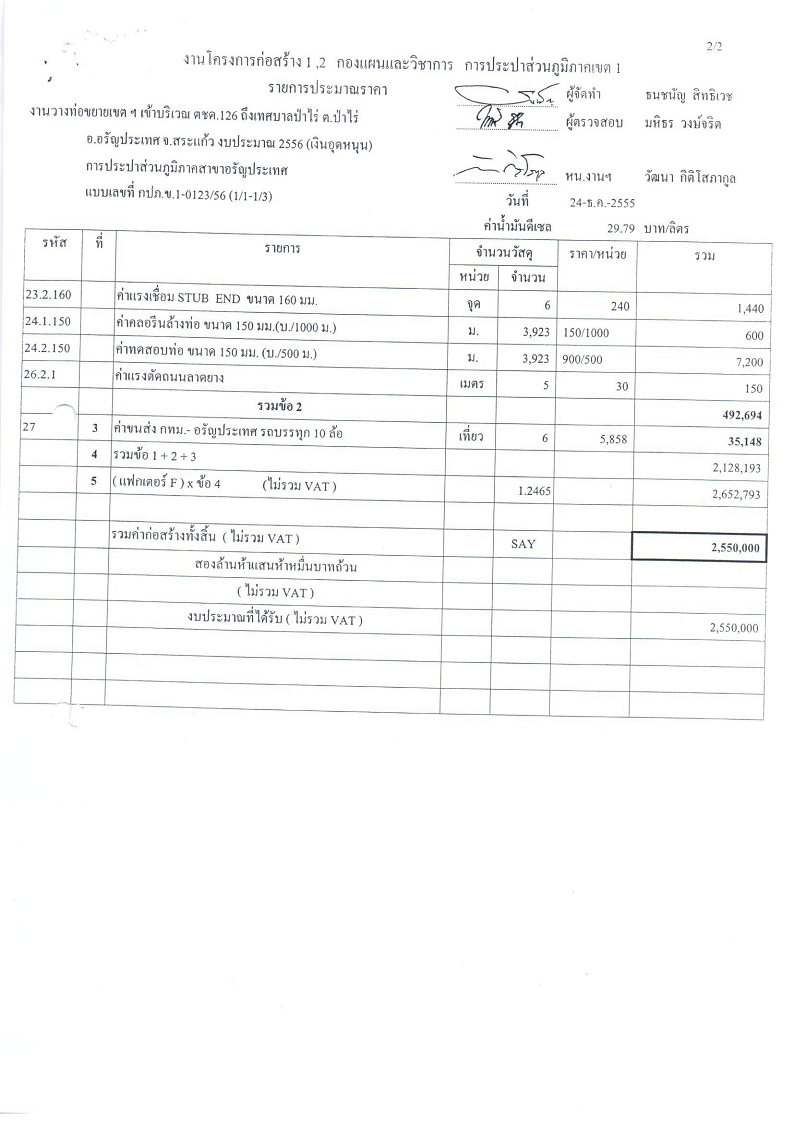 2/2
งานโครงการก่อสร้าง 1 ,2 กองแผนและวิชาการ การประปาส่วนภูมิภาคเขต 1
รายการประมาณราคา
ผู้จัดทำ ธนชนัญ สิทธิเวช
งานวางท่อขยายเขต ฯ เข้าบริเวณ ตชด.126 ถึงเทศบาลป่าไร่ ต.ป่าไร่
ผู้ตรวจสอบ มหิธร วงษ์จริต
อ.อรัญประเทศ จ.สระแก้ว งบประมาณ 2556 (เงินอุดหนุน)
การประปาส่วนภูมิภาคสาขาอรัญประเทศ
หน.งานฯ วัฒนา กิติโสภากูล
แบบเลขที่ กปภ.ข.1-0123/56 (1/1-1/3)
วันที่ 24-ธ.ค.-2555
ค่าน้ำมันดีเซล 29.79 บาท/ลิตร
รหัส ที่ รายการ จำนวนวัสดุ ราคา/หน่วย รวม
หน่วย จำนวน
23.2.160 ค่าแรงเชื่อม STUB END ขนาด 160 มม. จุด 6 240 1,440
24.1.150 ค่าคลอรีนล้างท่อ ขนาด 150 มม.(บ./1000 ม.) ม. 3,923 150/1000 600
24.2.150 ค่าทดสอบท่อ ขนาด 150 มม. (บ./500 ม.) ม. 3,923 900/500 7,200
26.2.1 ค่าแรงตัดถนนลาดยาง เมตร 5 30 150
รวมข้อ 2 492,694
27 3 ค่าขนส่ง กทม.- อรัญประเทศ รถบรรทุก 10 ล้อ เที่ยว 6 5,858 35,148
4 รวมข้อ 1 + 2 + 3 2,128,193
5 ( แฟกเตอร์ F ) x ข้อ 4 (ไม่รวม VAT ) 1.2465 2,652,793
รวมค่าก่อสร้างทั้งสิ้น ( ไม่รวม VAT ) SAY 2,550,000
สองล้านห้าแสนห้าหมื่นบาทถ้วน
( ไม่รวม VAT )
งบประมาณที่ได้รับ ( ไม่รวม VAT ) 2,550,000